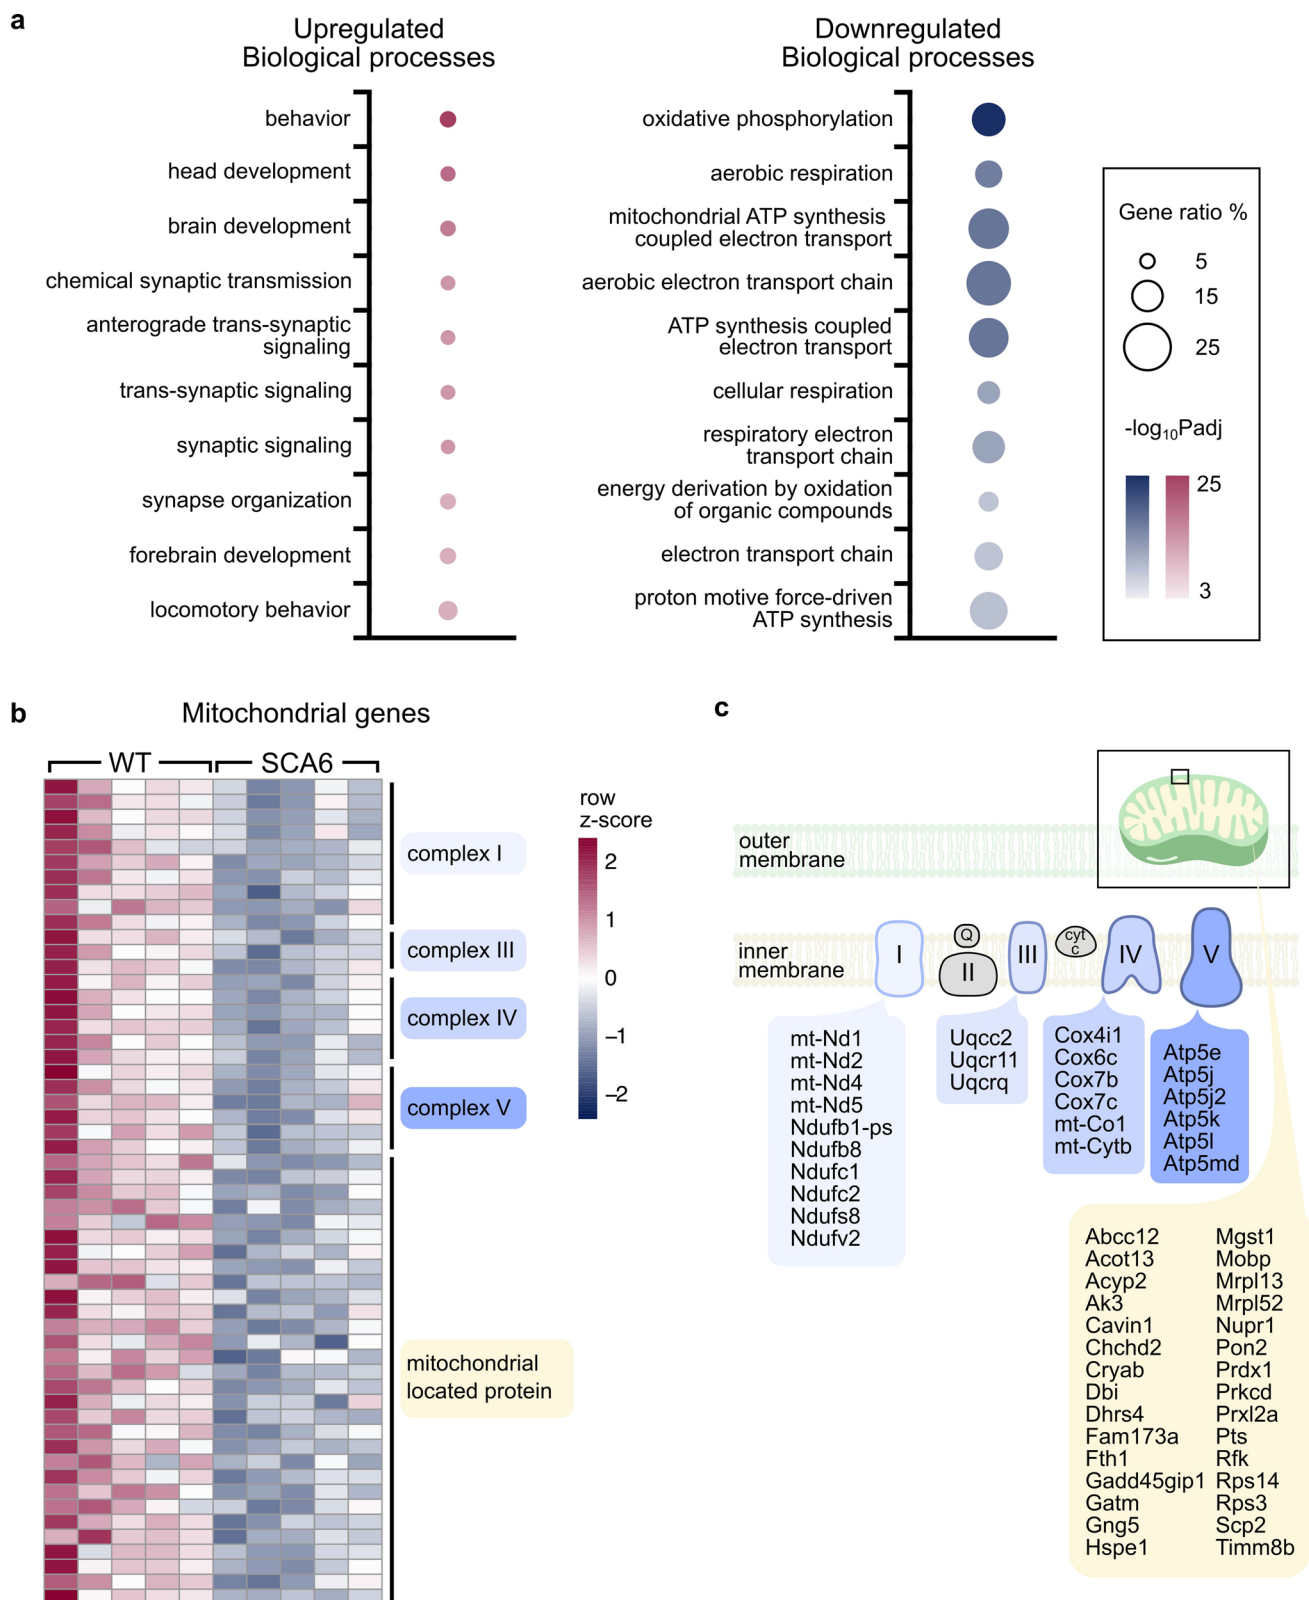 a
Upregulated
Biological processes
behavior
head development
brain development
chemical synaptic transmission
anterograde trans-synaptic
signaling
trans-synaptic signaling
synaptic signaling
synapse organization
forebrain development
locomotory behavior
Downregulated
Biological processes
oxidative phosphorylation
aerobic respiration
mitochondrial ATP synthesis
coupled electron transport
aerobic electron transport chain
ATP synthesis coupled
electron transport
cellular respiration
respiratory electron
transport chain
energy derivation by oxidation
of organic compounds
electron transport chain
proton motive force-driven
ATP synthesis
Gene ratio %
5
15
25
-log₁₀Padj
25
3
b
Mitochondrial genes
WT
SCA6
complex I
complex III
complex IV
complex V
mitochondrial
located protein
row
z-score
2
1
0
−1
−2
c
outer
membrane
inner
membrane
I
Q
II
III
cyt
c
IV
V
mt-Nd1
mt-Nd2
mt-Nd4
mt-Nd5
Ndufb1-ps
Ndufb8
Ndufc1
Ndufc2
Ndufs8
Ndufv2
Uqcc2
Uqcr11
Uqcrq
Cox4i1
Cox6c
Cox7b
Cox7c
mt-Co1
mt-Cytb
Atp5e
Atp5j
Atp5j2
Atp5k
Atp5l
Atp5md
Abcc12
Acot13
Acyp2
Ak3
Cavin1
Chchd2
Cryab
Dbi
Dhrs4
Fam173a
Fth1
Gadd45gip1
Gatm
Gng5
Hspe1
Mgst1
Mobp
Mrpl13
Mrpl52
Nupr1
Pon2
Prdx1
Prkcd
Prxl2a
Pts
Rfk
Rps14
Rps3
Scp2
Timm8b